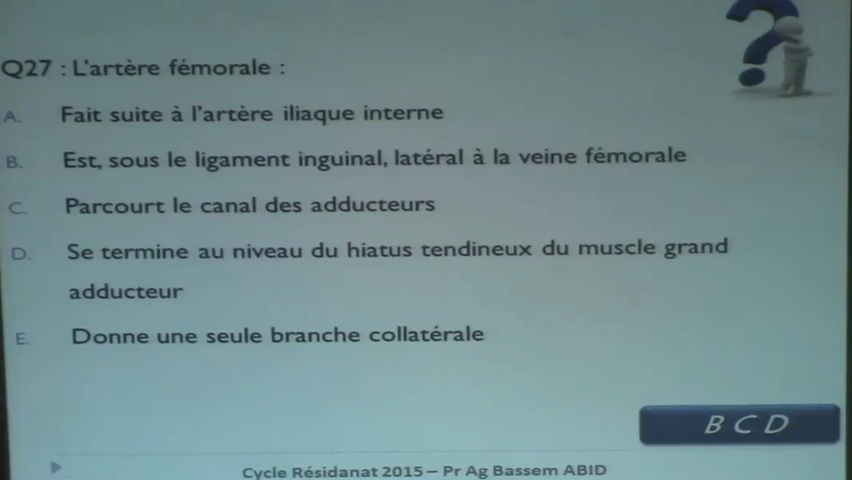 Q27 : L'artère fémorale :
A. Fait suite à l'artère iliaque interne
B. Est, sous le ligament inguinal, latéral à la veine fémorale
C. Parcourt le canal des adducteurs
D. Se termine au niveau du hiatus tendineux du muscle grand
adducteur
E. Donne une seule branche collatérale
B C D
Cycle Résidanat 2015 – Pr Ag Bassem ABID